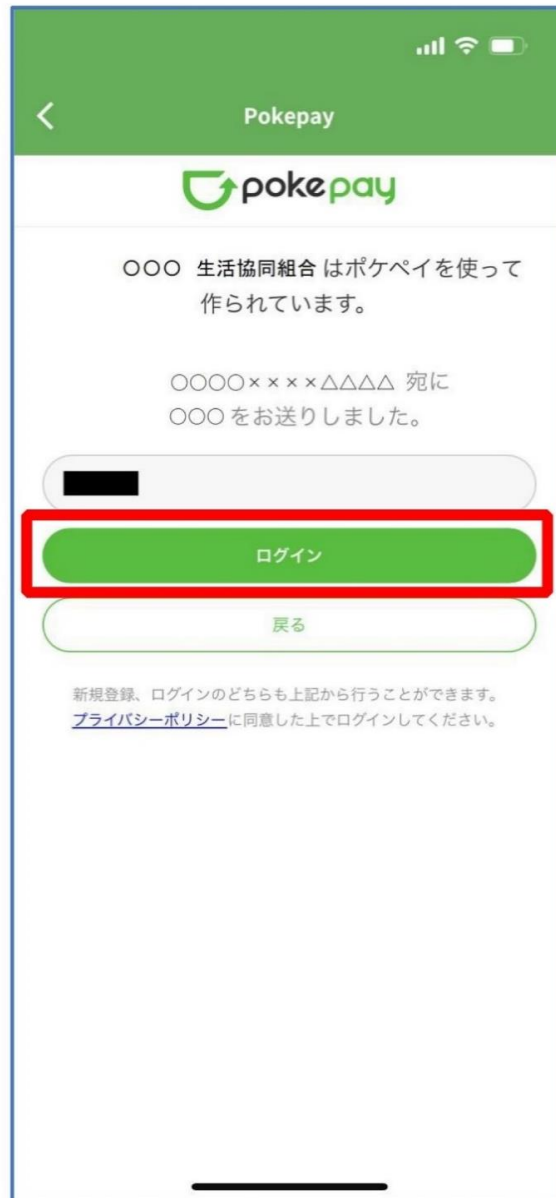 Pokepay
pokepay
○○○ 生活協同組合 はポケペイを使って
作られています。
○○○○××××△△△△ 宛に
○○○ をお送りしました。
ログイン
戻る
新規登録、ログインのどちらも上記から行うことができます。
プライバシーポリシーに同意した上でログインしてください。